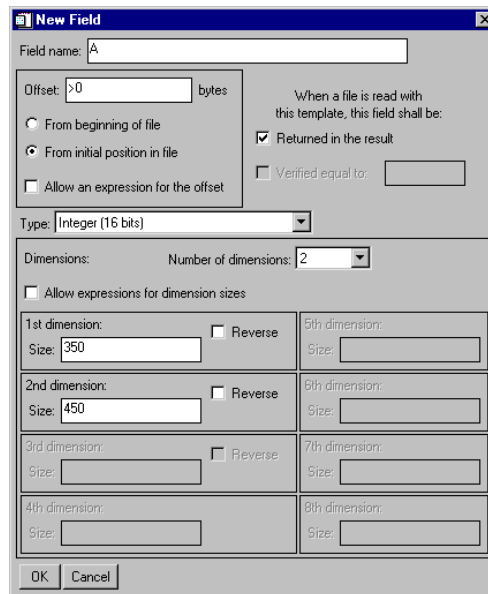 New Field
Field name: A
Offset: >0 bytes
From beginning of file
From initial position in file
Allow an expression for the offset
When a file is read with
this template, this field shall be:
Returned in the result
Verified equal to:
Type: Integer (16 bits)
Dimensions: Number of dimensions: 2
Allow expressions for dimension sizes
1st dimension: Reverse
Size: 350
5th dimension:
Size:
2nd dimension: Reverse
Size: 450
6th dimension:
Size:
3rd dimension: Reverse
Size:
7th dimension:
Size:
4th dimension:
Size:
8th dimension:
Size:
OK Cancel